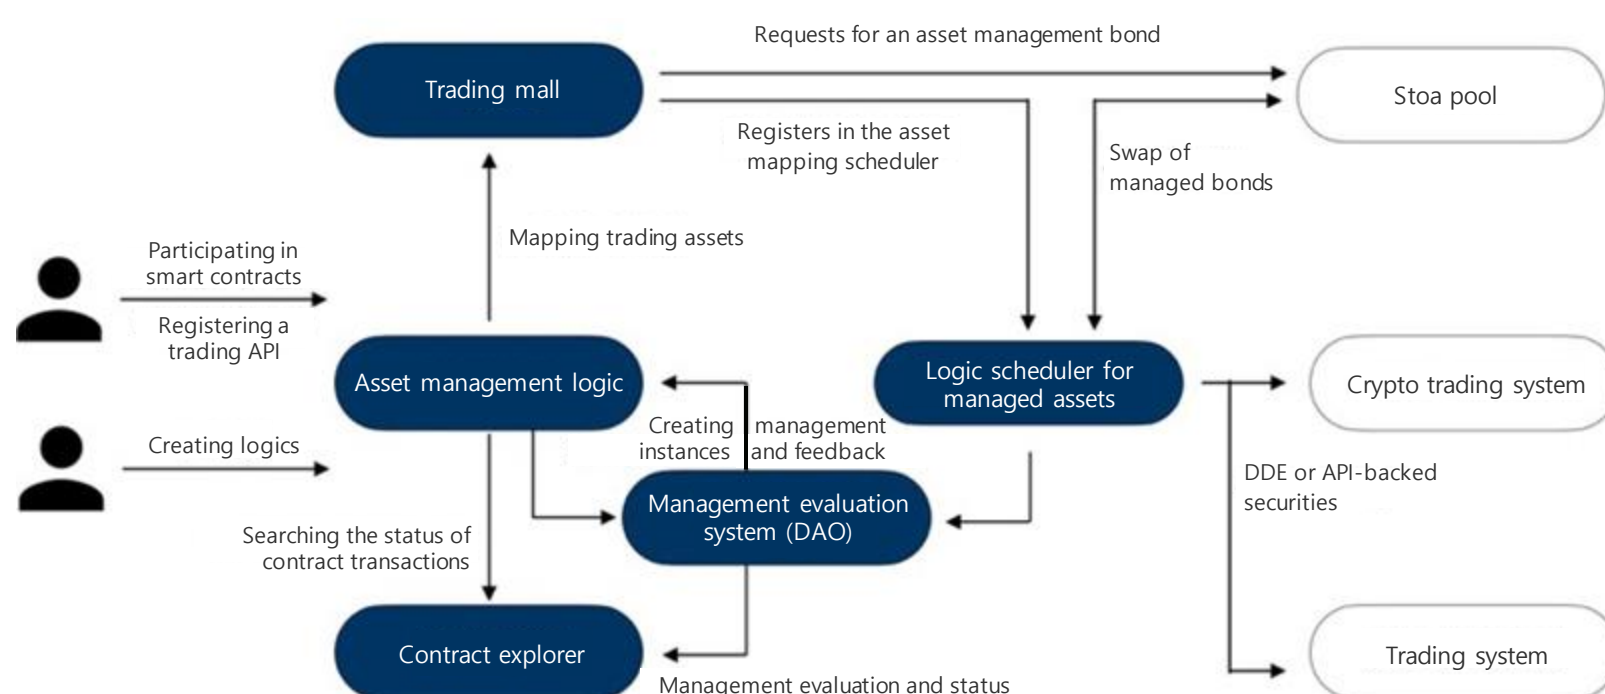 Requests for an asset management bond
Trading mall
Stoa pool
Registers in the asset
mapping scheduler
Swap of
managed bonds
Mapping trading assets
Participating in
smart contracts
Registering a
trading API
Asset management logic
Logic scheduler for
managed assets
Crypto trading system
Creating logics
Creating management
instances and feedback
DDE or API-backed
securities
Management evaluation
system (DAO)
Searching the status of
contract transactions
Contract explorer
Trading system
Management evaluation and status